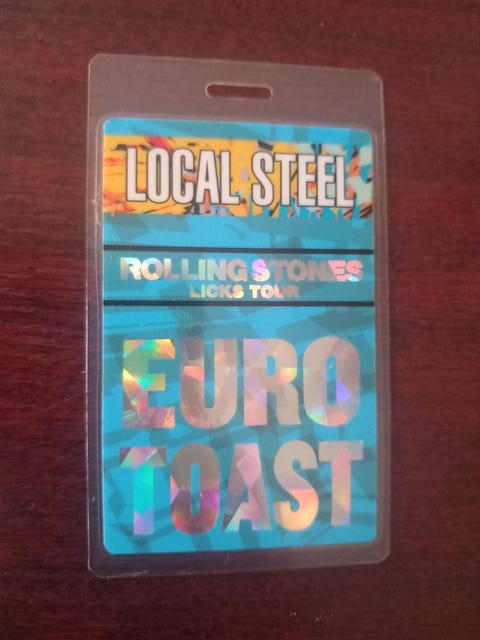 LOCAL STEEL
ROLLING STONES
LICKS TOUR
EURO
TOAST